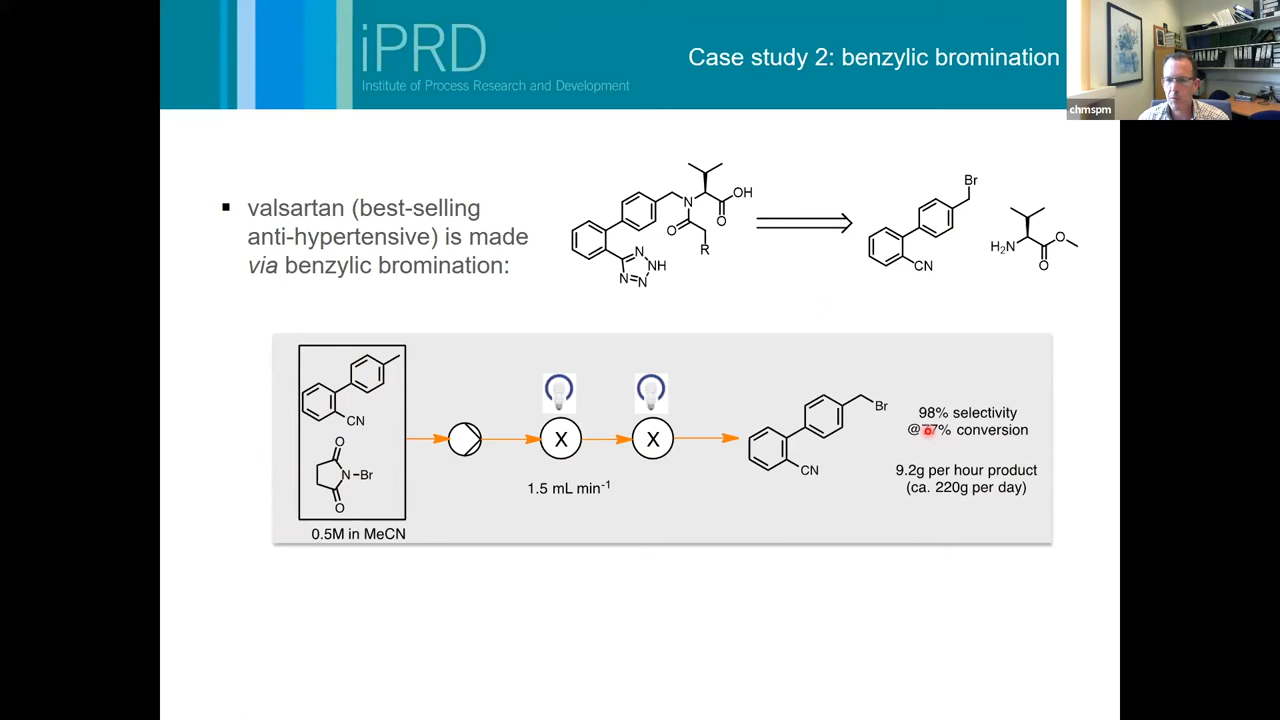 iPRD
Institute of Process Research and Development
Case study 2: benzylic bromination
chmspm
▪ valsartan (best-selling
anti-hypertensive) is made
via benzylic bromination:
N
OH
O
O
R
N
NH
N
N
Br
CN
H₂N
O
O
CN
O
N
Br
O
0.5M in MeCN
X
X
1.5 mL min⁻¹
Br
CN
98% selectivity
@77% conversion
9.2g per hour product
(ca. 220g per day)